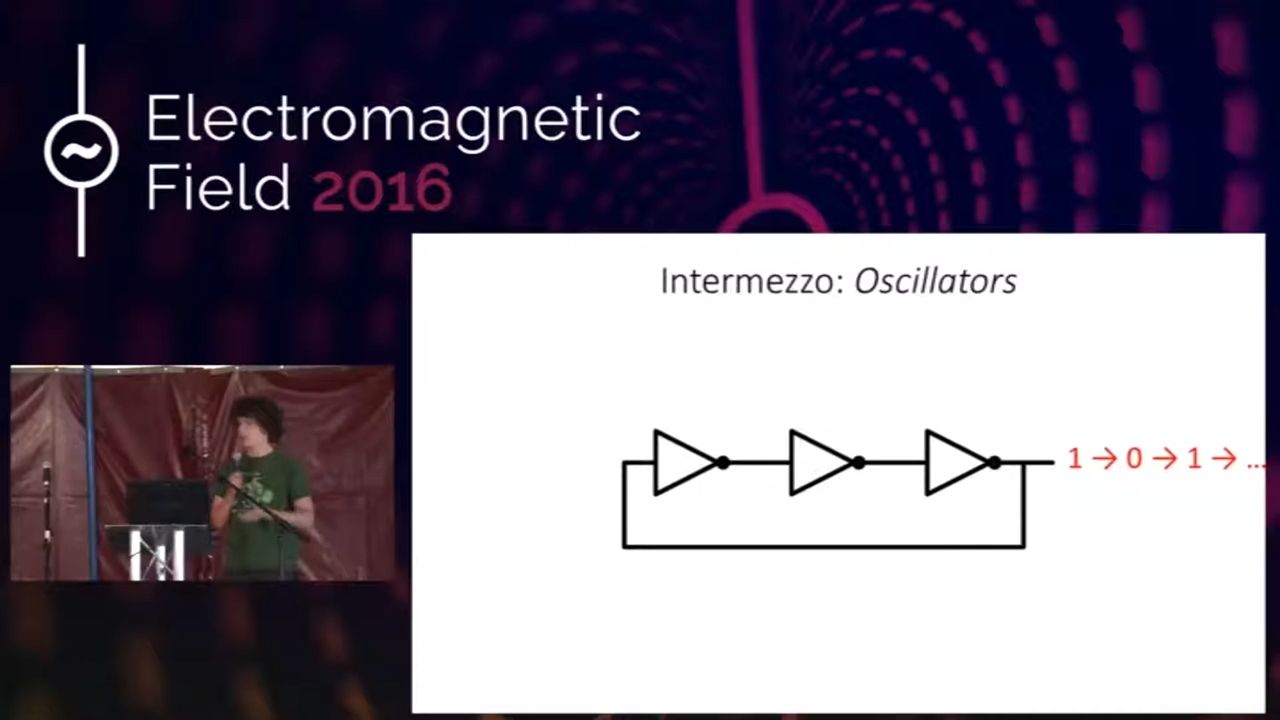 Electromagnetic
Field 2016
Intermezzo: Oscillators
1 → 0 → 1 → ...